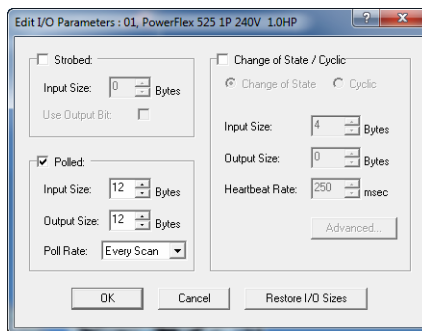 Edit I/O Parameters : 01, PowerFlex 525 1P 240V 1.0HP
Strobed:
Input Size: 0 Bytes
Use Output Bit:
Polled:
Input Size: 12 Bytes
Output Size: 12 Bytes
Poll Rate: Every Scan
Change of State / Cyclic
Change of State Cyclic
Input Size: 4 Bytes
Output Size: 0 Bytes
Heartbeat Rate: 250 msec
Advanced...
OK Cancel Restore I/O Sizes